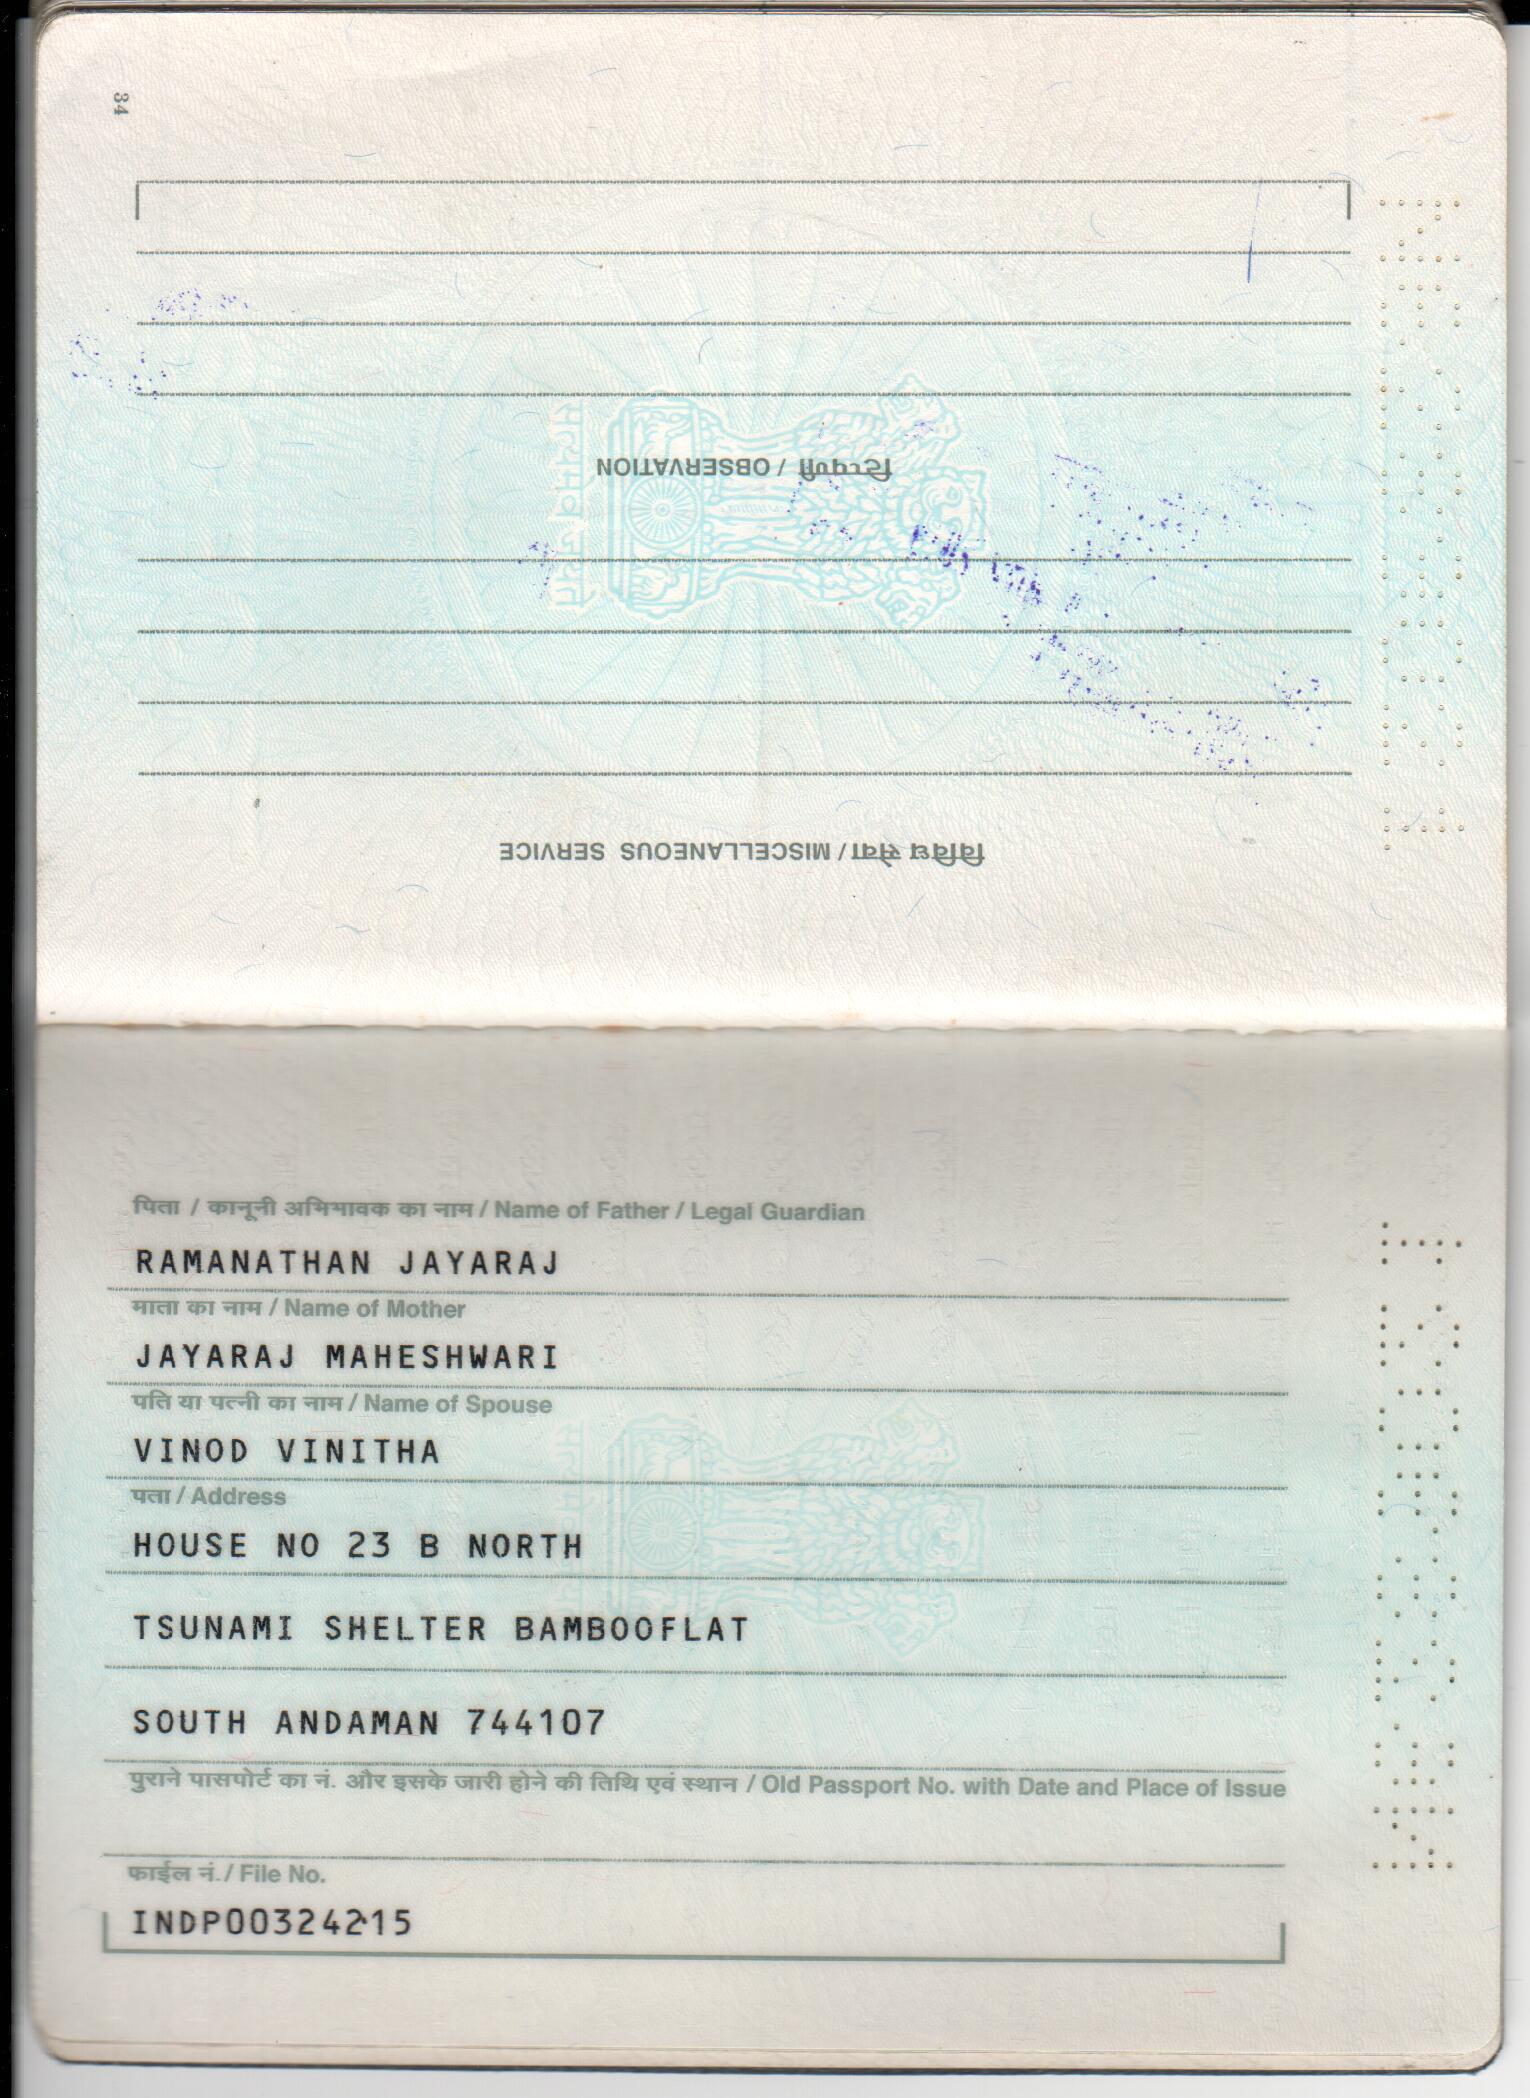 34
टिप्पणी / OBSERVATION
विविध सेवा / MISCELLANEOUS SERVICE
पिता / कानूनी अभिभावक का नाम / Name of Father / Legal Guardian
RAMANATHAN JAYARAJ
माता का नाम / Name of Mother
JAYARAJ MAHESHWARI
पति या पत्नी का नाम / Name of Spouse
VINOD VINITHA
पता / Address
HOUSE NO 23 B NORTH
TSUNAMI SHELTER BAMBOOFLAT
SOUTH ANDAMAN 744107
पुराने पासपोर्ट का नं. और इसके जारी होने की तिथि एवं स्थान / Old Passport No. with Date and Place of Issue
फाईल नं. / File No.
INDP00324215